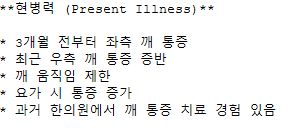 **현병력 (Present Illness)**
* 3개월 전부터 좌측 깨 통증
* 최근 우측 깨 통증 증반
* 깨 움직임 제한
* 요가 시 통증 증가
* 과거 한의원에서 깨 통증 치료 경험 있음